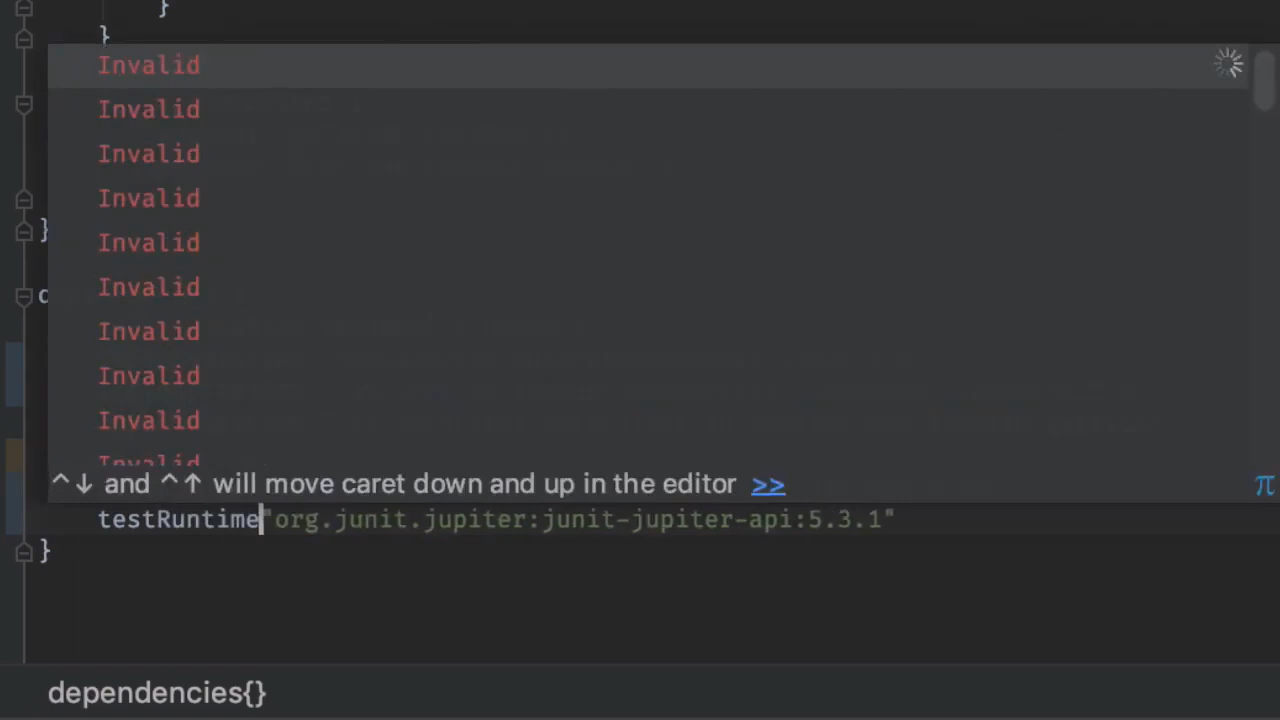 }
}
Invalid
Invalid
Invalid
Invalid
Invalid
Invalid
Invalid
Invalid
Invalid
Invalid
}
^↓ and ^↑ will move caret down and up in the editor >>
π
testRuntime"org.junit.jupiter:junit-jupiter-api:5.3.1"
}
dependencies{}